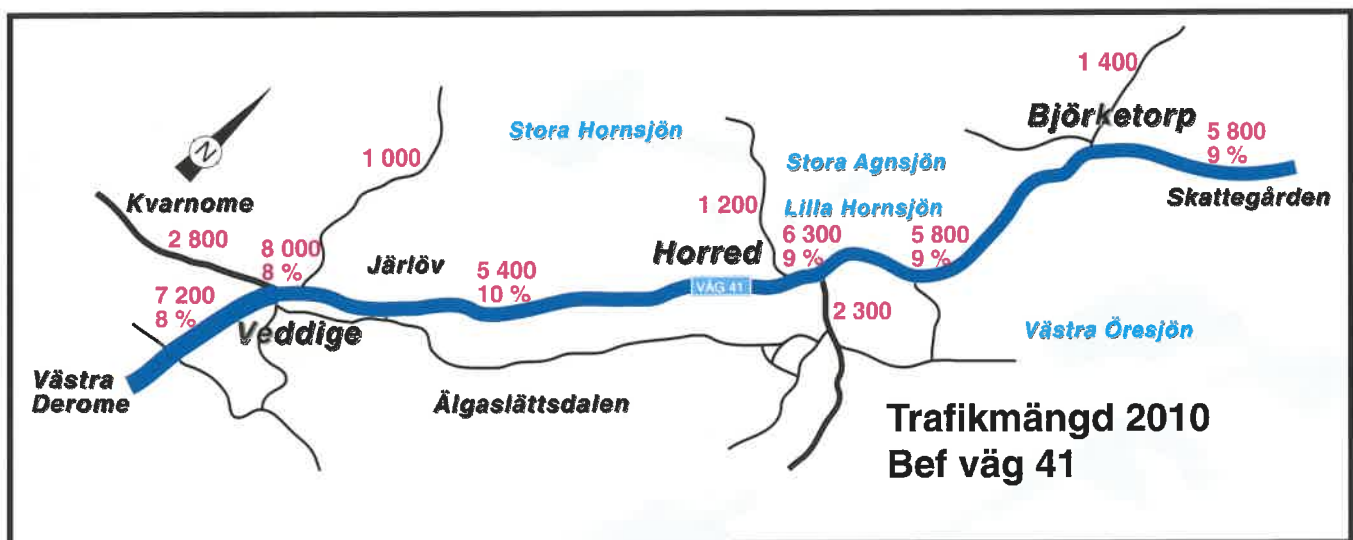 1 400
Björketorp
5 800
9 %
Skattegården
Stora Hornsjön
Stora Agnsjön
Lilla Hornsjön
N
1 000
Kvarnome
2 800
8 000
8 %
Järlöv
5 400
10 %
1 200
Horred
6 300
9 %
5 800
9 %
VÄG 41
7 200
8 %
Veddige
2 300
Västra Öresjön
Västra
Derome
Älgaslättsdalen
Trafikmängd 2010
Bef väg 41